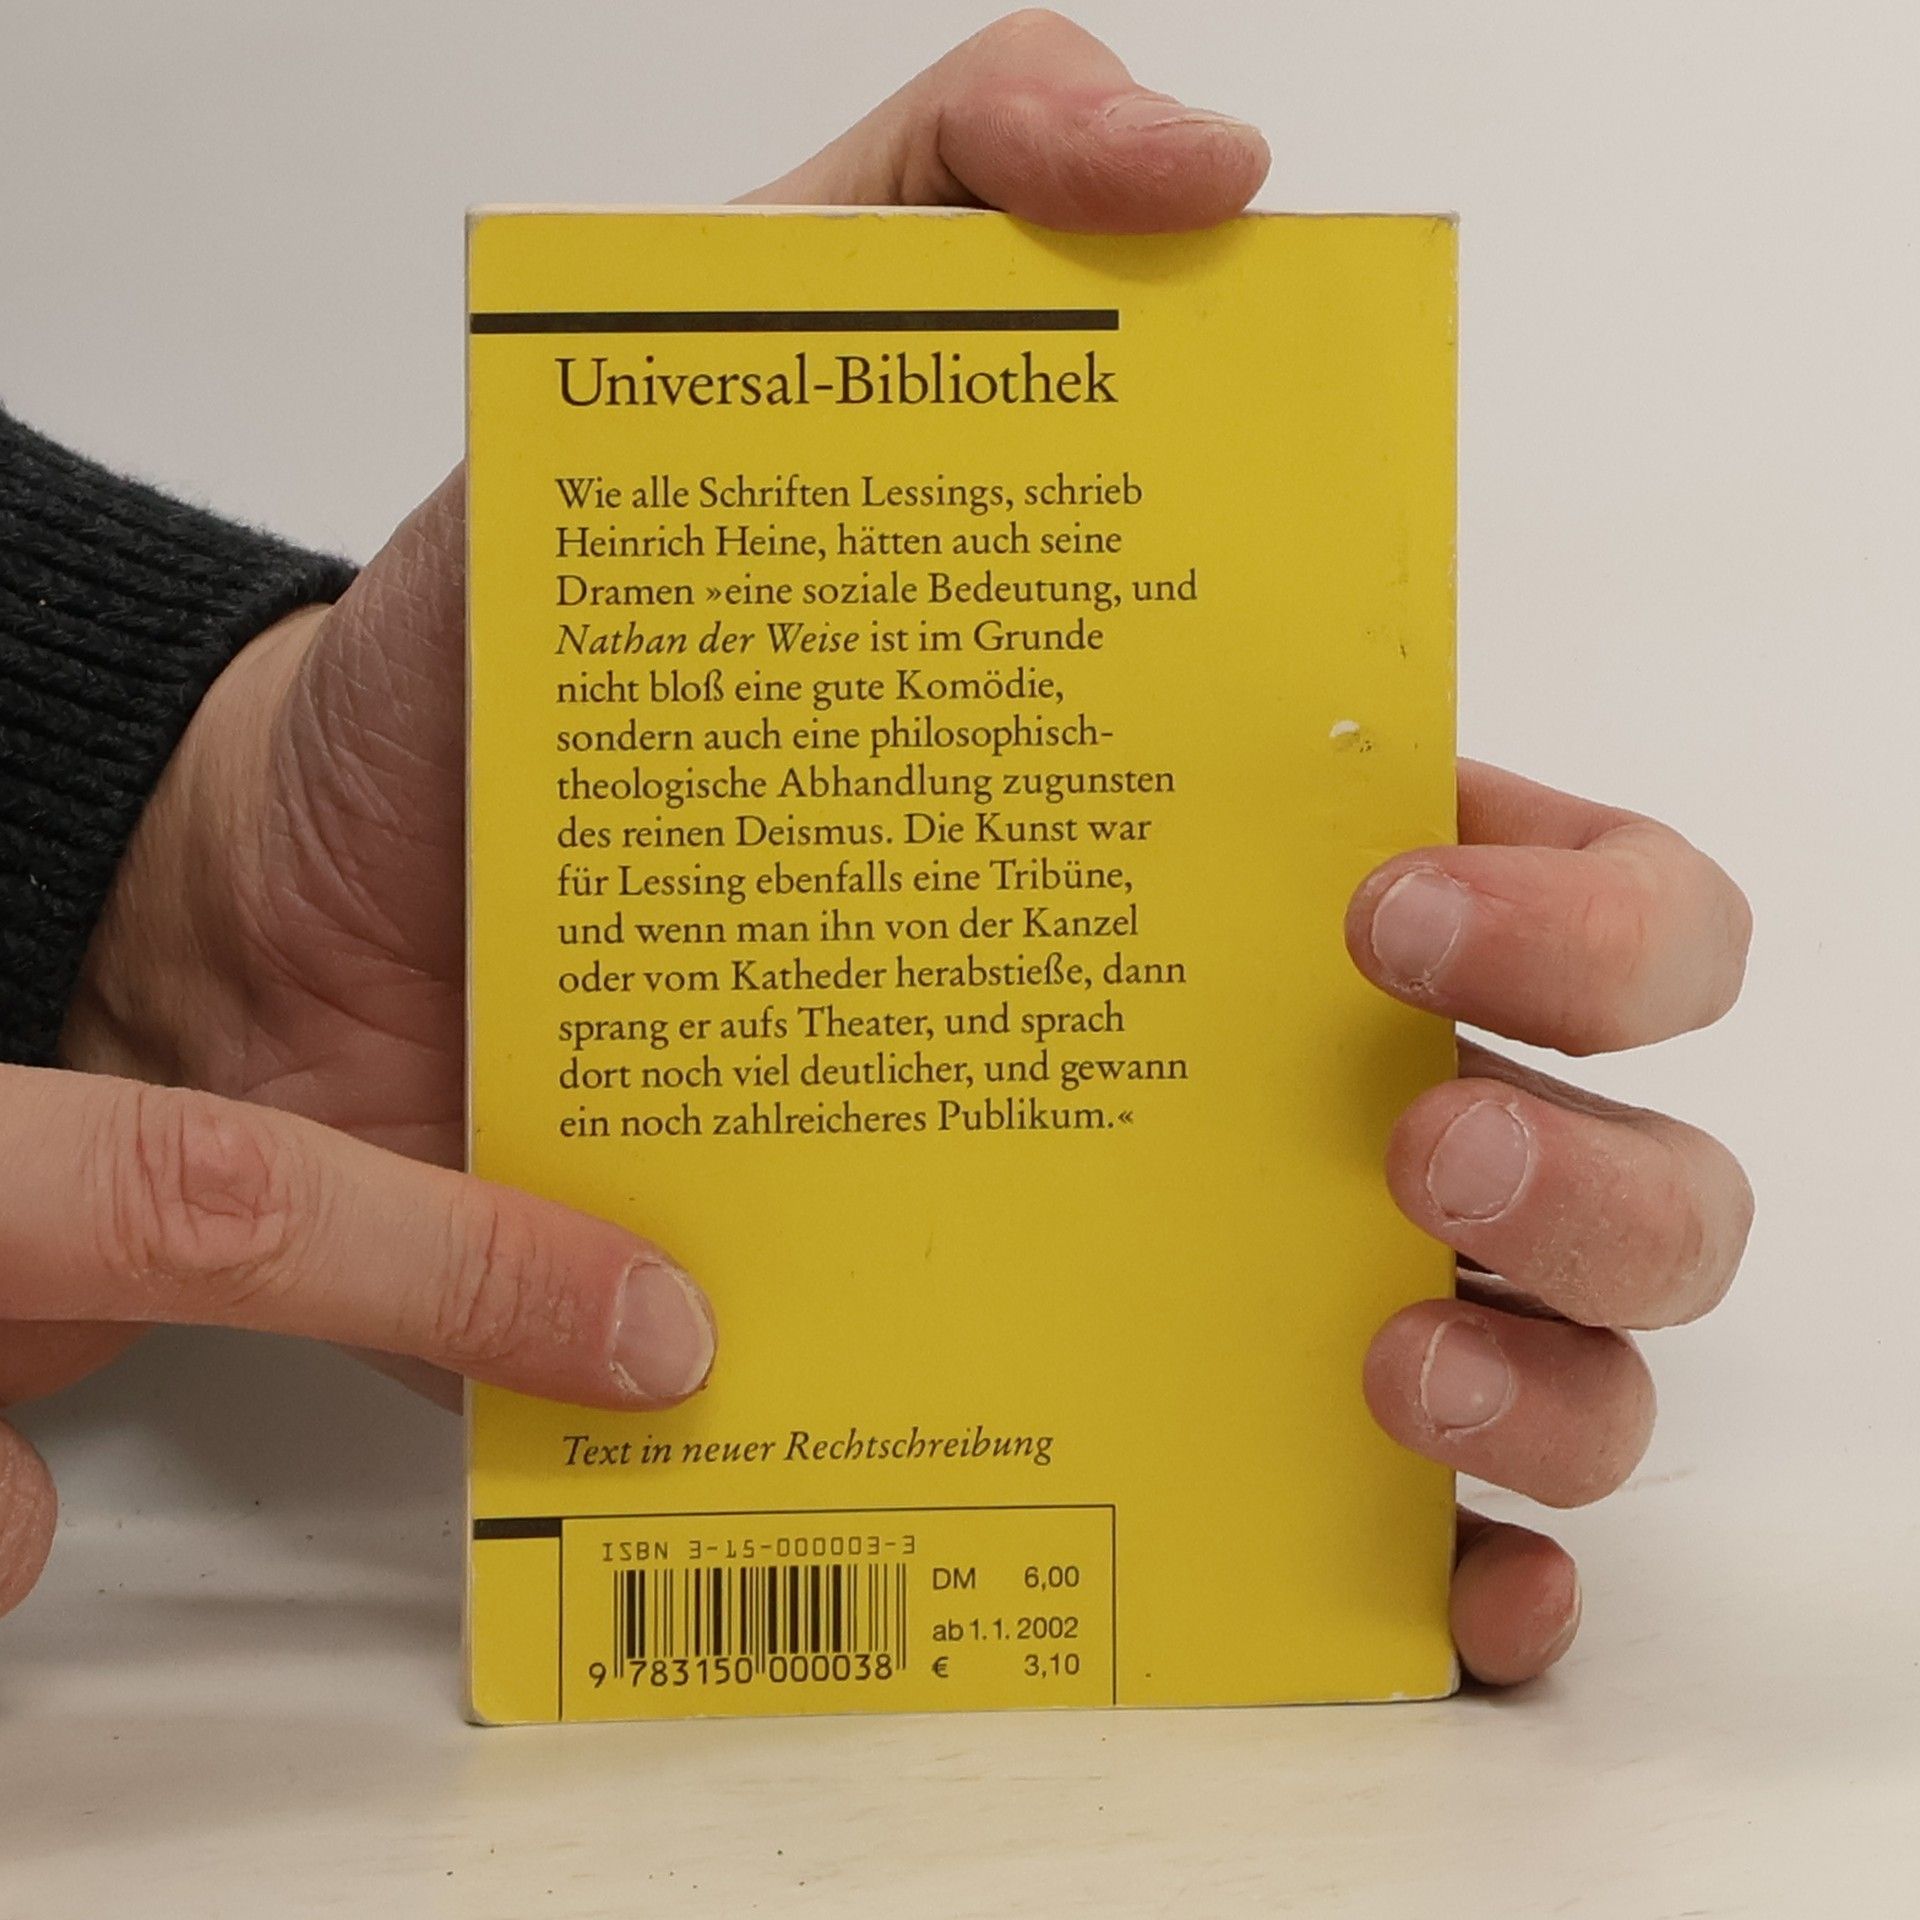 Universal-Bibliothek
Wie alle Schriften Lessings, schrieb
Heinrich Heine, hätten auch seine
Dramen »eine soziale Bedeutung, und
Nathan der Weise ist im Grunde
nicht bloß eine gute Komödie,
sondern auch eine philosophisch-
theologische Abhandlung zugunsten
des reinen Deismus. Die Kunst war
für Lessing ebenfalls eine Tribüne,
und wenn man ihn von der Kanzel
oder vom Katheder herabstieße, dann
sprang er aufs Theater, und sprach
dort noch viel deutlicher, und gewann
ein noch zahlreicheres Publikum.«
Text in neuer Rechtschreibung
ISBN 3-15-000003-3
DM 6,00
ab 1. 1. 2002
€ 3,10
9 783150 000038